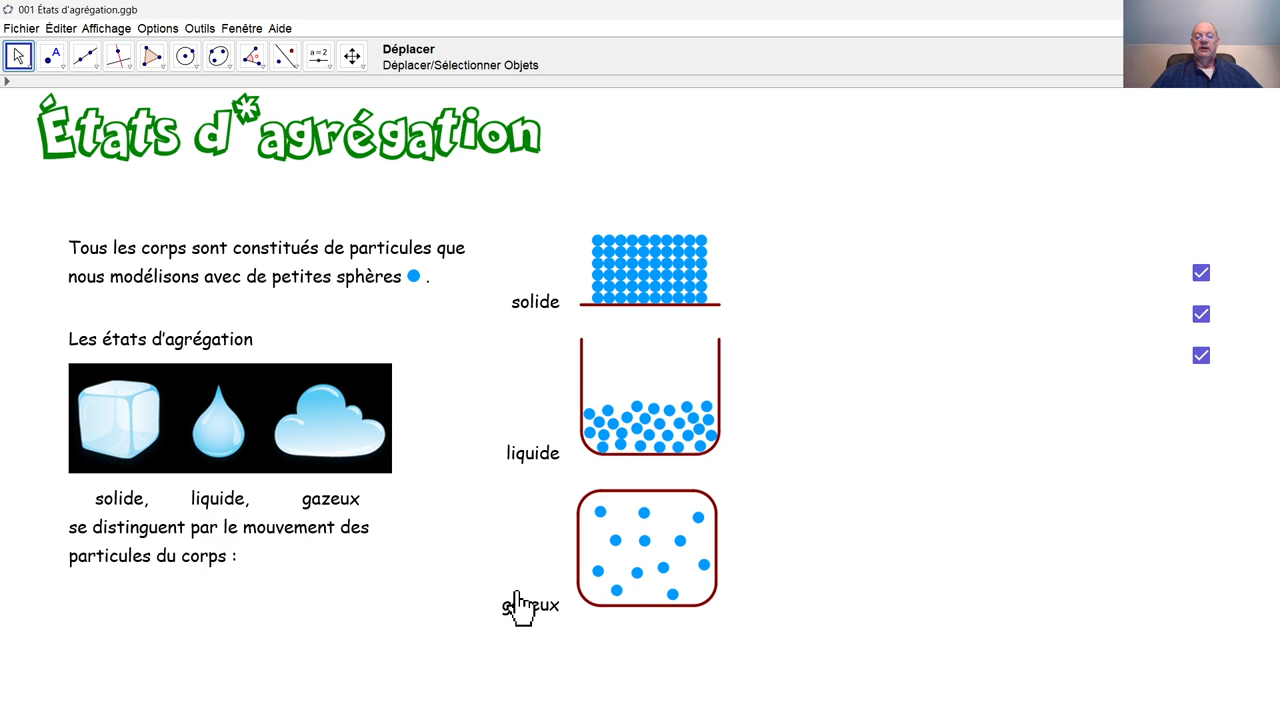 001 États d'agrégation.ggb
Fichier Éditer Affichage Options Outils Fenêtre Aide
A
a=2
Déplacer
Déplacer/Sélectionner Objets
États d'agrégation
Tous les corps sont constitués de particules que
nous modélisons avec de petites sphères .
Les états d'agrégation
solide, liquide, gazeux
se distinguent par le mouvement des
particules du corps :
solide
liquide